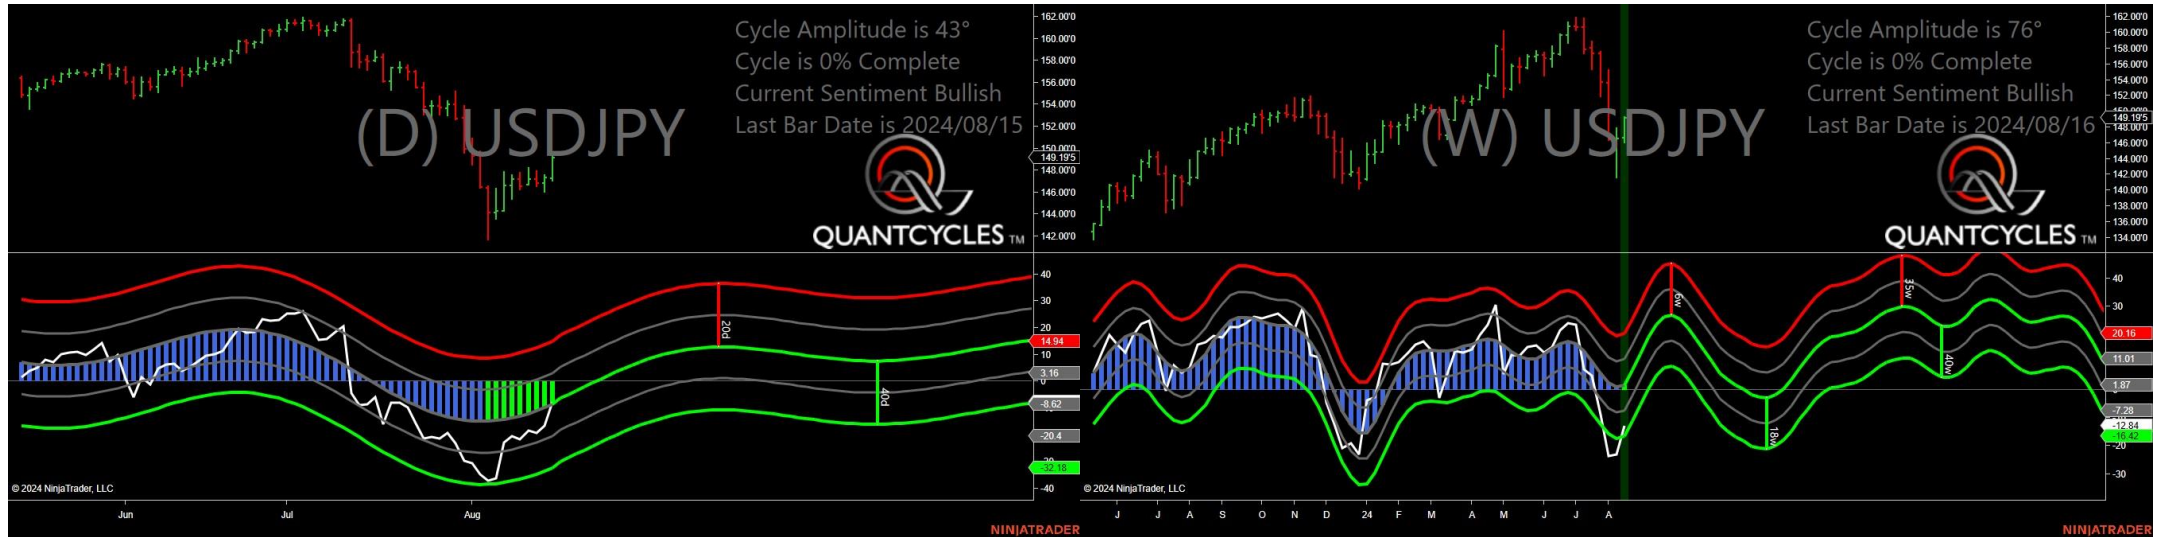 Cycle Amplitude is 43°
Cycle is 0% Complete
Current Sentiment Bullish
Last Bar Date is 2024/08/15
(D) USDJPY
QUANTCYCLES TM
162.00'0
160.00'0
158.00'0
156.00'0
154.00'0
152.00'0
150.00'0
149.19'5
148.00'0
146.00'0
144.00'0
142.00'0
20d
40d
40
30
20
14.94
10
3.16
0
-8.62
-20.4
-32.18
-40
© 2024 NinjaTrader, LLC
Jun
Jul
Aug
NINJATRADER
Cycle Amplitude is 76°
Cycle is 0% Complete
Current Sentiment Bullish
Last Bar Date is 2024/08/16
(W) USDJPY
QUANTCYCLES TM
162.00'0
160.00'0
158.00'0
156.00'0
154.00'0
152.00'0
149.19'5
148.00'0
146.00'0
144.00'0
142.00'0
140.00'0
138.00'0
136.00'0
134.00'0
6w
18w
35w
40w
40
30
20.16
11.01
1.87
-7.28
-12.84
-16.42
-20
-30
© 2024 NinjaTrader, LLC
J
J
A
S
O
N
D
24
F
M
A
M
J
J
A
NINJATRADER